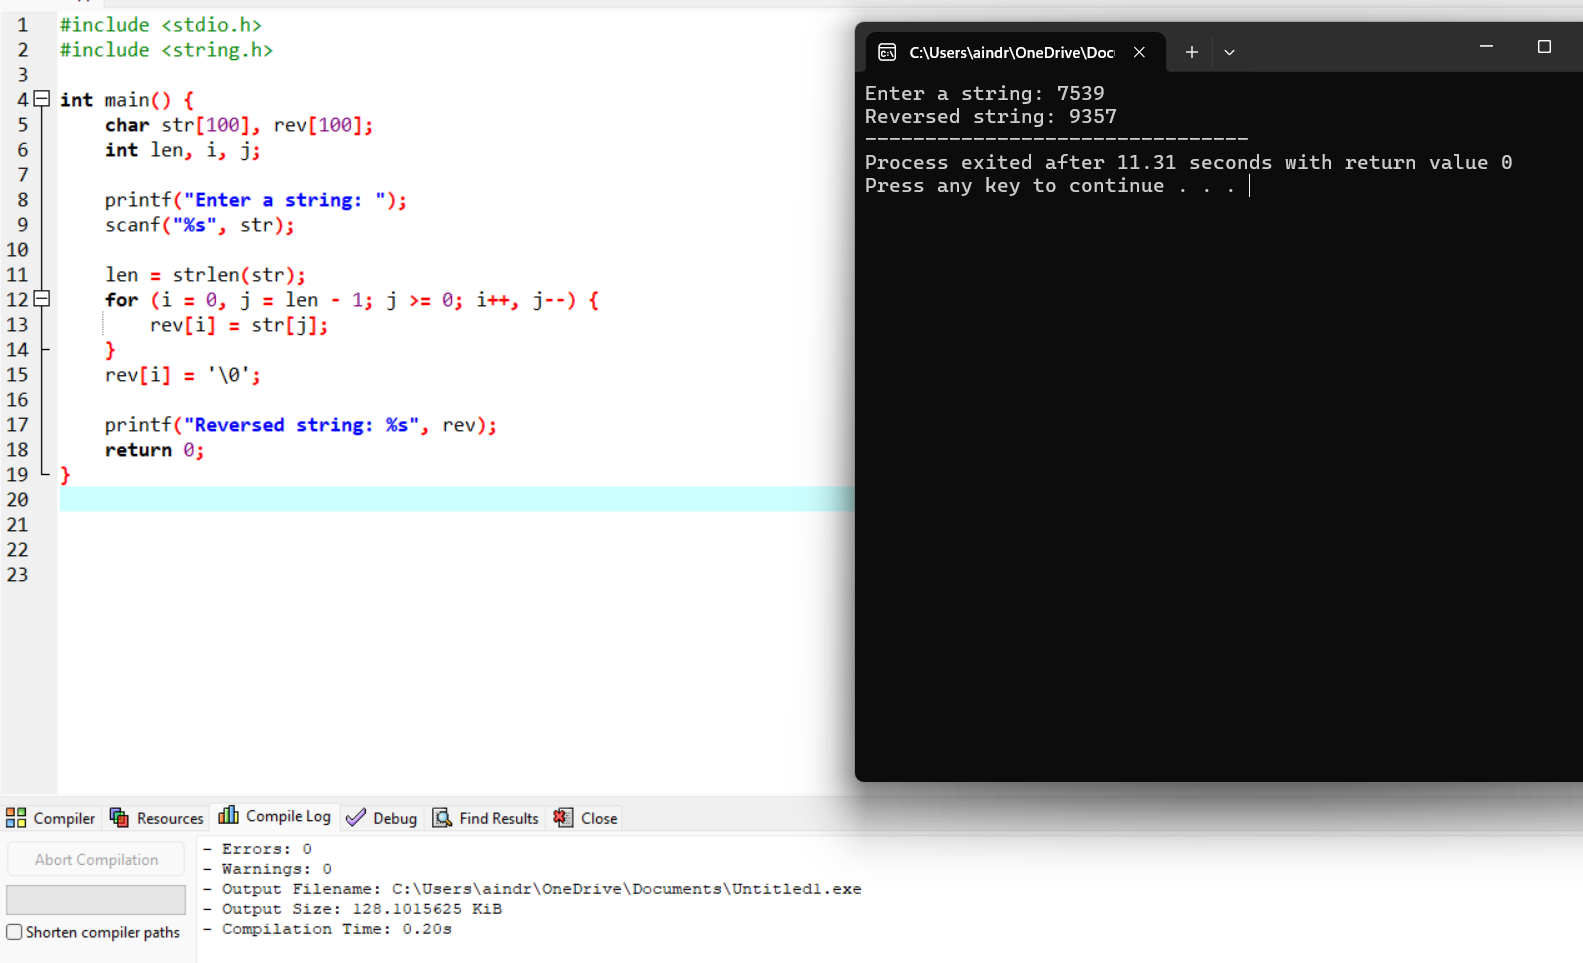 1 #include <stdio.h>
2 #include <string.h>
3
4 int main() {
5 char str[100], rev[100];
6 int len, i, j;
7
8 printf("Enter a string: ");
9 scanf("%s", str);
10
11 len = strlen(str);
12 for (i = 0, j = len - 1; j >= 0; i++, j--) {
13 rev[i] = str[j];
14 }
15 rev[i] = '\0';
16
17 printf("Reversed string: %s", rev);
18 return 0;
19 }
20
21
22
23
C:\Users\aindr\OneDrive\Doc
Enter a string: 7539
Reversed string: 9357
--------------------------------
Process exited after 11.31 seconds with return value 0
Press any key to continue . . .
Compiler Resources Compile Log Debug Find Results Close
Abort Compilation
Shorten compiler paths
- Errors: 0
- Warnings: 0
- Output Filename: C:\Users\aindr\OneDrive\Documents\Untitled1.exe
- Output Size: 128.1015625 KiB
- Compilation Time: 0.20s